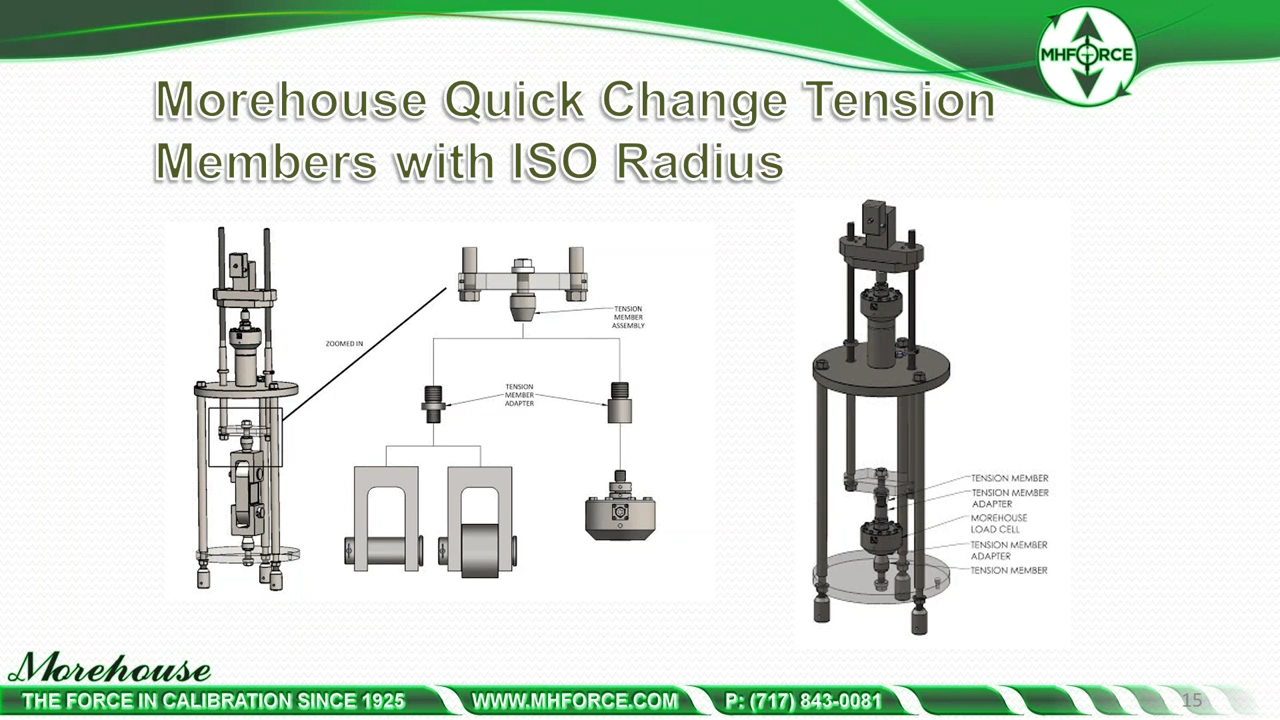 MHFORCE
Morehouse Quick Change Tension
Members with ISO Radius
ZOOMED IN
TENSION
MEMBER
ASSEMBLY
TENSION
MEMBER
ADAPTER
TENSION MEMBER
TENSION MEMBER
ADAPTER
MOREHOUSE
LOAD CELL
TENSION MEMBER
ADAPTER
TENSION MEMBER
Morehouse
THE FORCE IN CALIBRATION SINCE 1925
WWW.MHFORCE.COM
P: (717) 843-0081
15